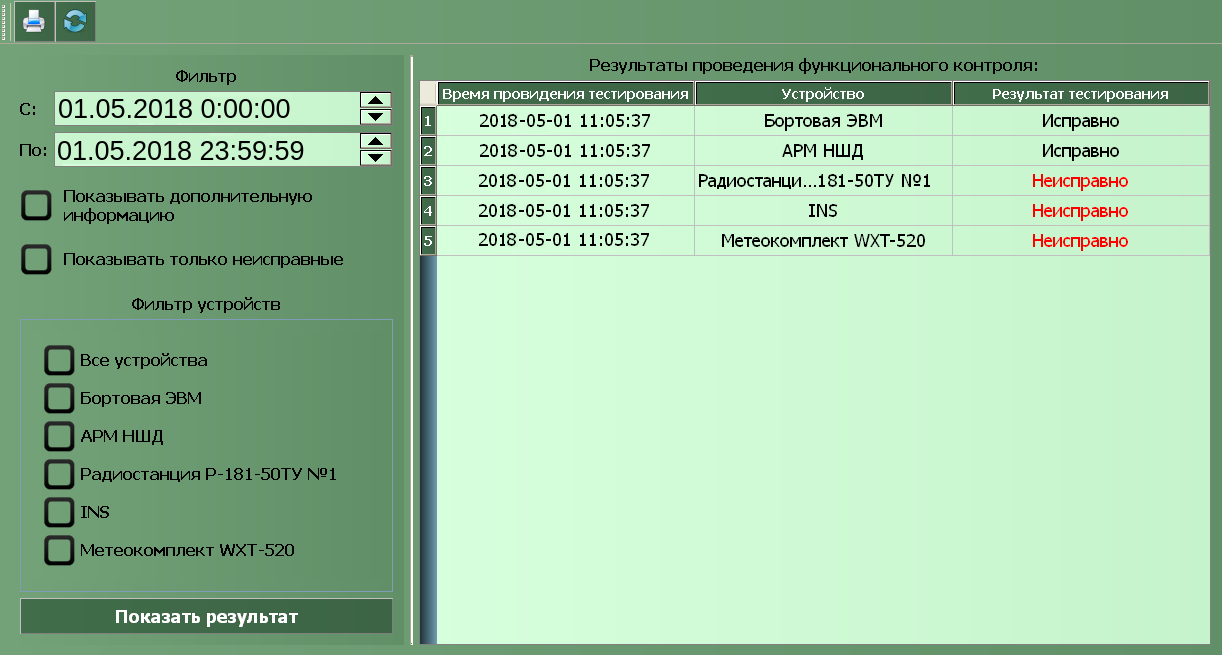 Фильтр
С: 01.05.2018 0:00:00
По: 01.05.2018 23:59:59
Показывать дополнительную
информацию
Показывать только неисправные
Фильтр устройств
Все устройства
Бортовая ЭВМ
АРМ НШД
Радиостанция Р-181-50ТУ №1
INS
Метеокомплект WXT-520
Показать результат
Результаты проведения функционального контроля:
Время провидения тестирования Устройство Результат тестирования
1 2018-05-01 11:05:37 Бортовая ЭВМ Исправно
2 2018-05-01 11:05:37 АРМ НШД Исправно
3 2018-05-01 11:05:37 Радиостанци...181-50ТУ №1 Неисправно
4 2018-05-01 11:05:37 INS Неисправно
5 2018-05-01 11:05:37 Метеокомплект WXT-520 Неисправно